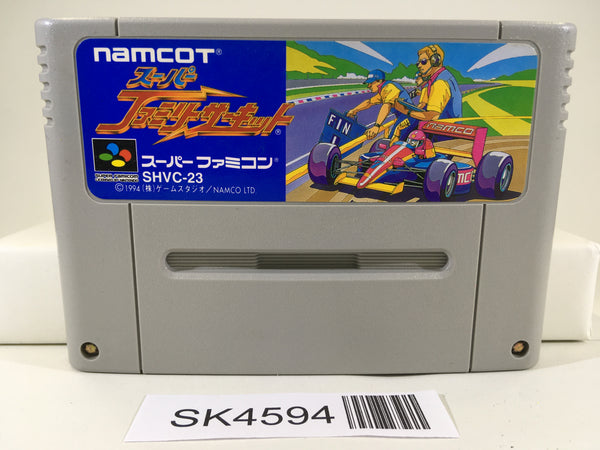 namcot
スーパー
ファミリーサーキット
スーパーファミコン
SHVC-23
©1994(株)ゲームスタジオ/NAMCO LTD.
FIN
namco
SK4594